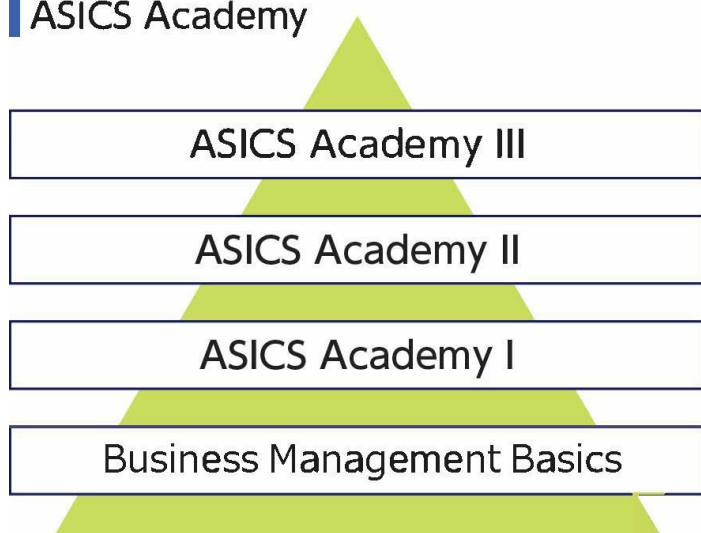 ASICS Academy
ASICS Academy III
ASICS Academy II
ASICS Academy I
Business Management Basics